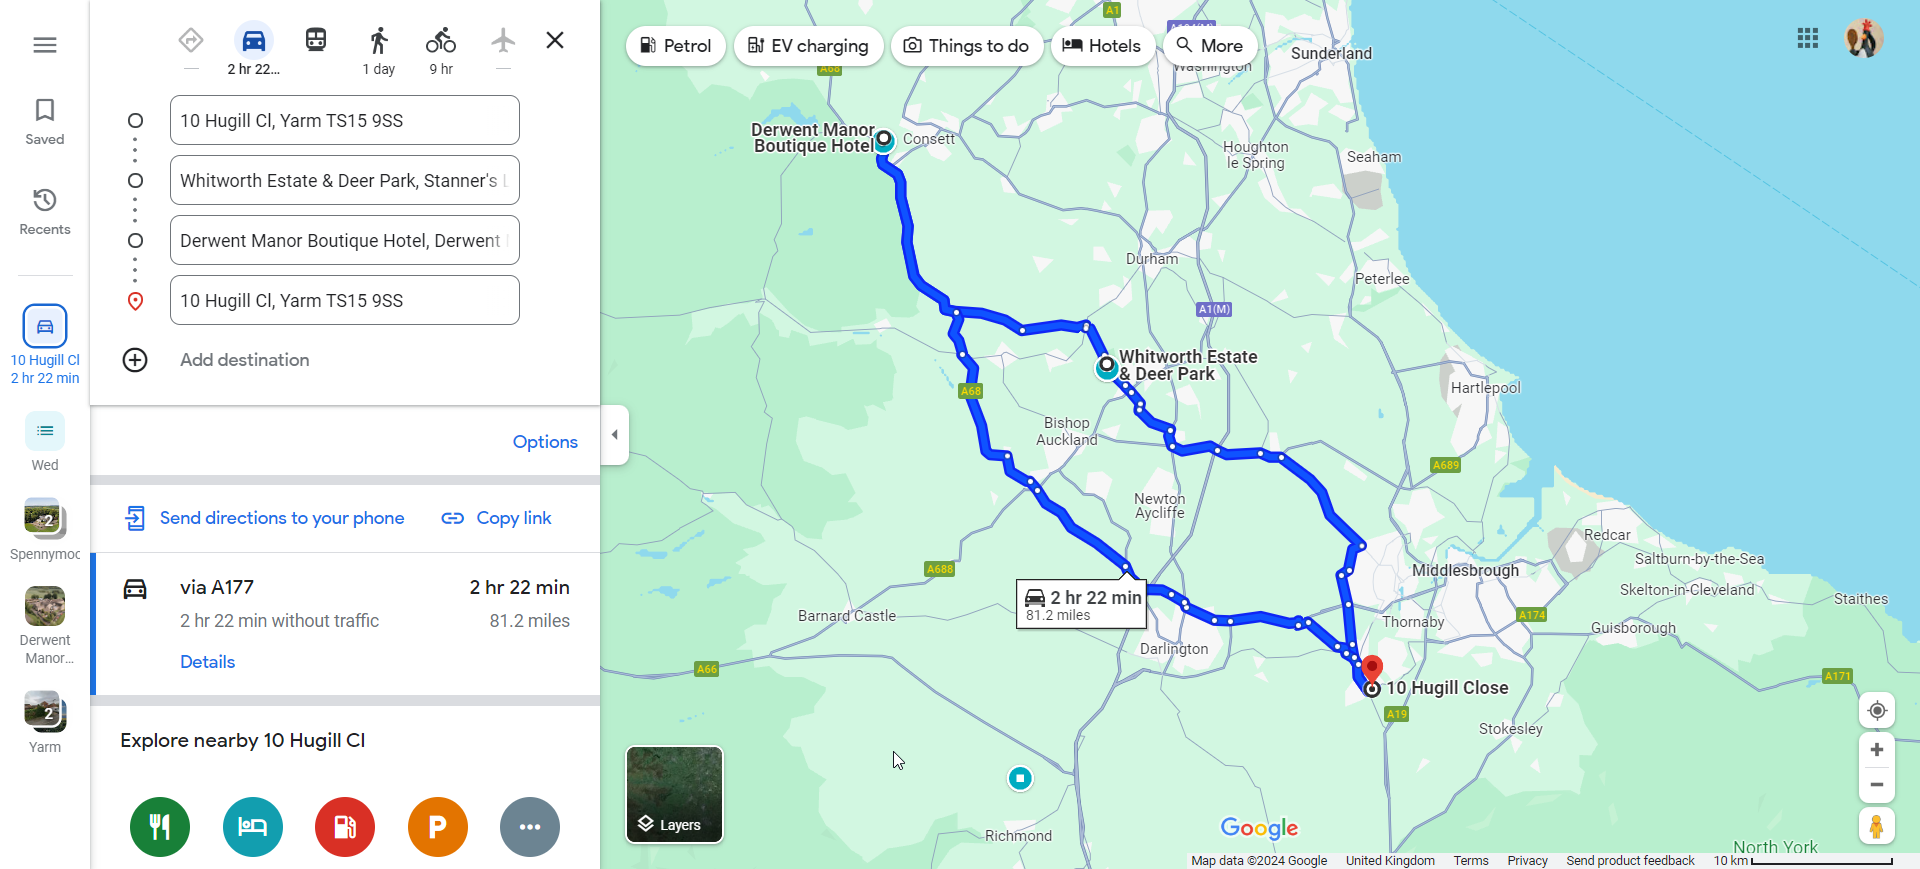 Saved
Recents
10 Hugill Cl
2 hr 22 min
Wed
2
Spennymoc
Derwent
Manor...
2
Yarm
2 hr 22...
1 day
9 hr
10 Hugill Cl, Yarm TS15 9SS
Whitworth Estate & Deer Park, Stanner's L
Derwent Manor Boutique Hotel, Derwent
10 Hugill Cl, Yarm TS15 9SS
Add destination
Options
Send directions to your phone
Copy link
via A177
2 hr 22 min
2 hr 22 min without traffic
81.2 miles
Details
Explore nearby 10 Hugill Cl
P
Petrol
EV charging
Things to do
Hotels
More
A1
Sunderland
Washington
A68
Derwent Manor
Boutique Hotel
Consett
Houghton
le Spring
Seaham
Durham
Peterlee
A1(M)
Whitworth Estate
& Deer Park
A68
Hartlepool
Bishop
Auckland
A689
Newton
Aycliffe
Redcar
Saltburn-by-the-Sea
A688
Middlesbrough
Skelton-in-Cleveland
Staithes
2 hr 22 min
81.2 miles
Barnard Castle
Thornaby
A174
Guisborough
Darlington
A66
A171
10 Hugill Close
A19
Stokesley
Layers
Richmond
Google
North York
Map data ©2024 Google
United Kingdom
Terms
Privacy
Send product feedback
10 km